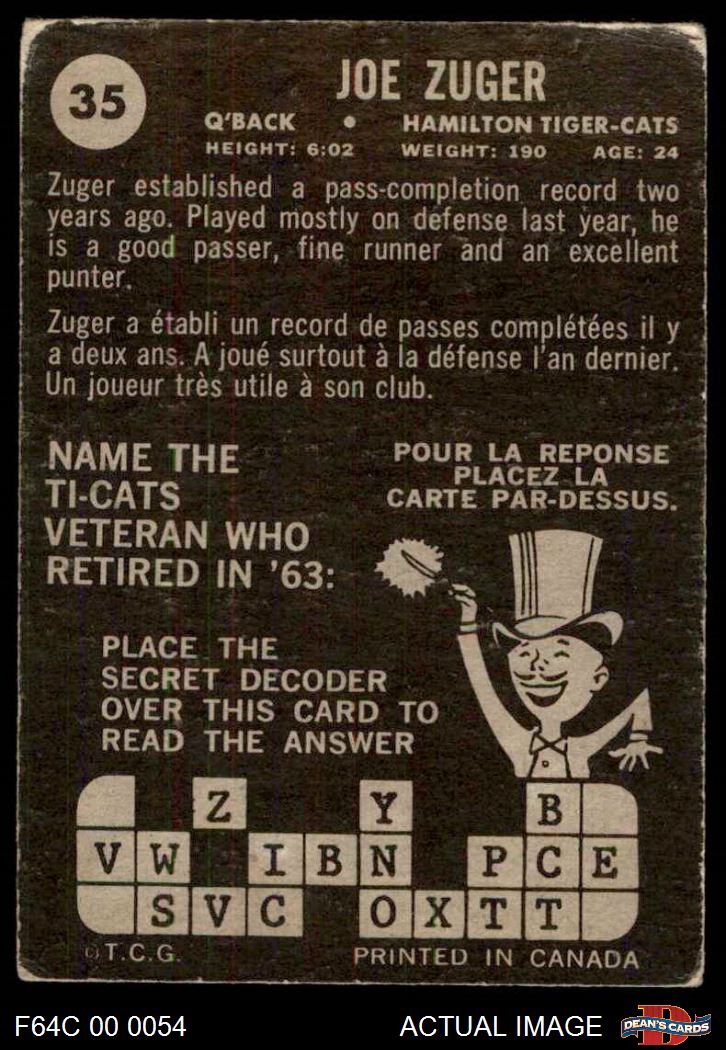 35
JOE ZUGER
Q'BACK • HAMILTON TIGER-CATS
HEIGHT: 6:02 WEIGHT: 190 AGE: 24
Zuger established a pass-completion record two
years ago. Played mostly on defense last year, he
is a good passer, fine runner and an excellent
punter.
Zuger a établi un record de passes complétées il y
a deux ans. A joué surtout à la défense l'an dernier.
Un joueur très utile à son club.
NAME THE
TI-CATS
VETERAN WHO
RETIRED IN '63:
POUR LA REPONSE
PLACEZ LA
CARTE PAR-DESSUS.
PLACE THE
SECRET DECODER
OVER THIS CARD TO
READ THE ANSWER
Z Y B
V W I B N P C E
S V C O X T T
© T.C.G. PRINTED IN CANADA
F64C 00 0054 ACTUAL IMAGE
D DEAN'S CARDS